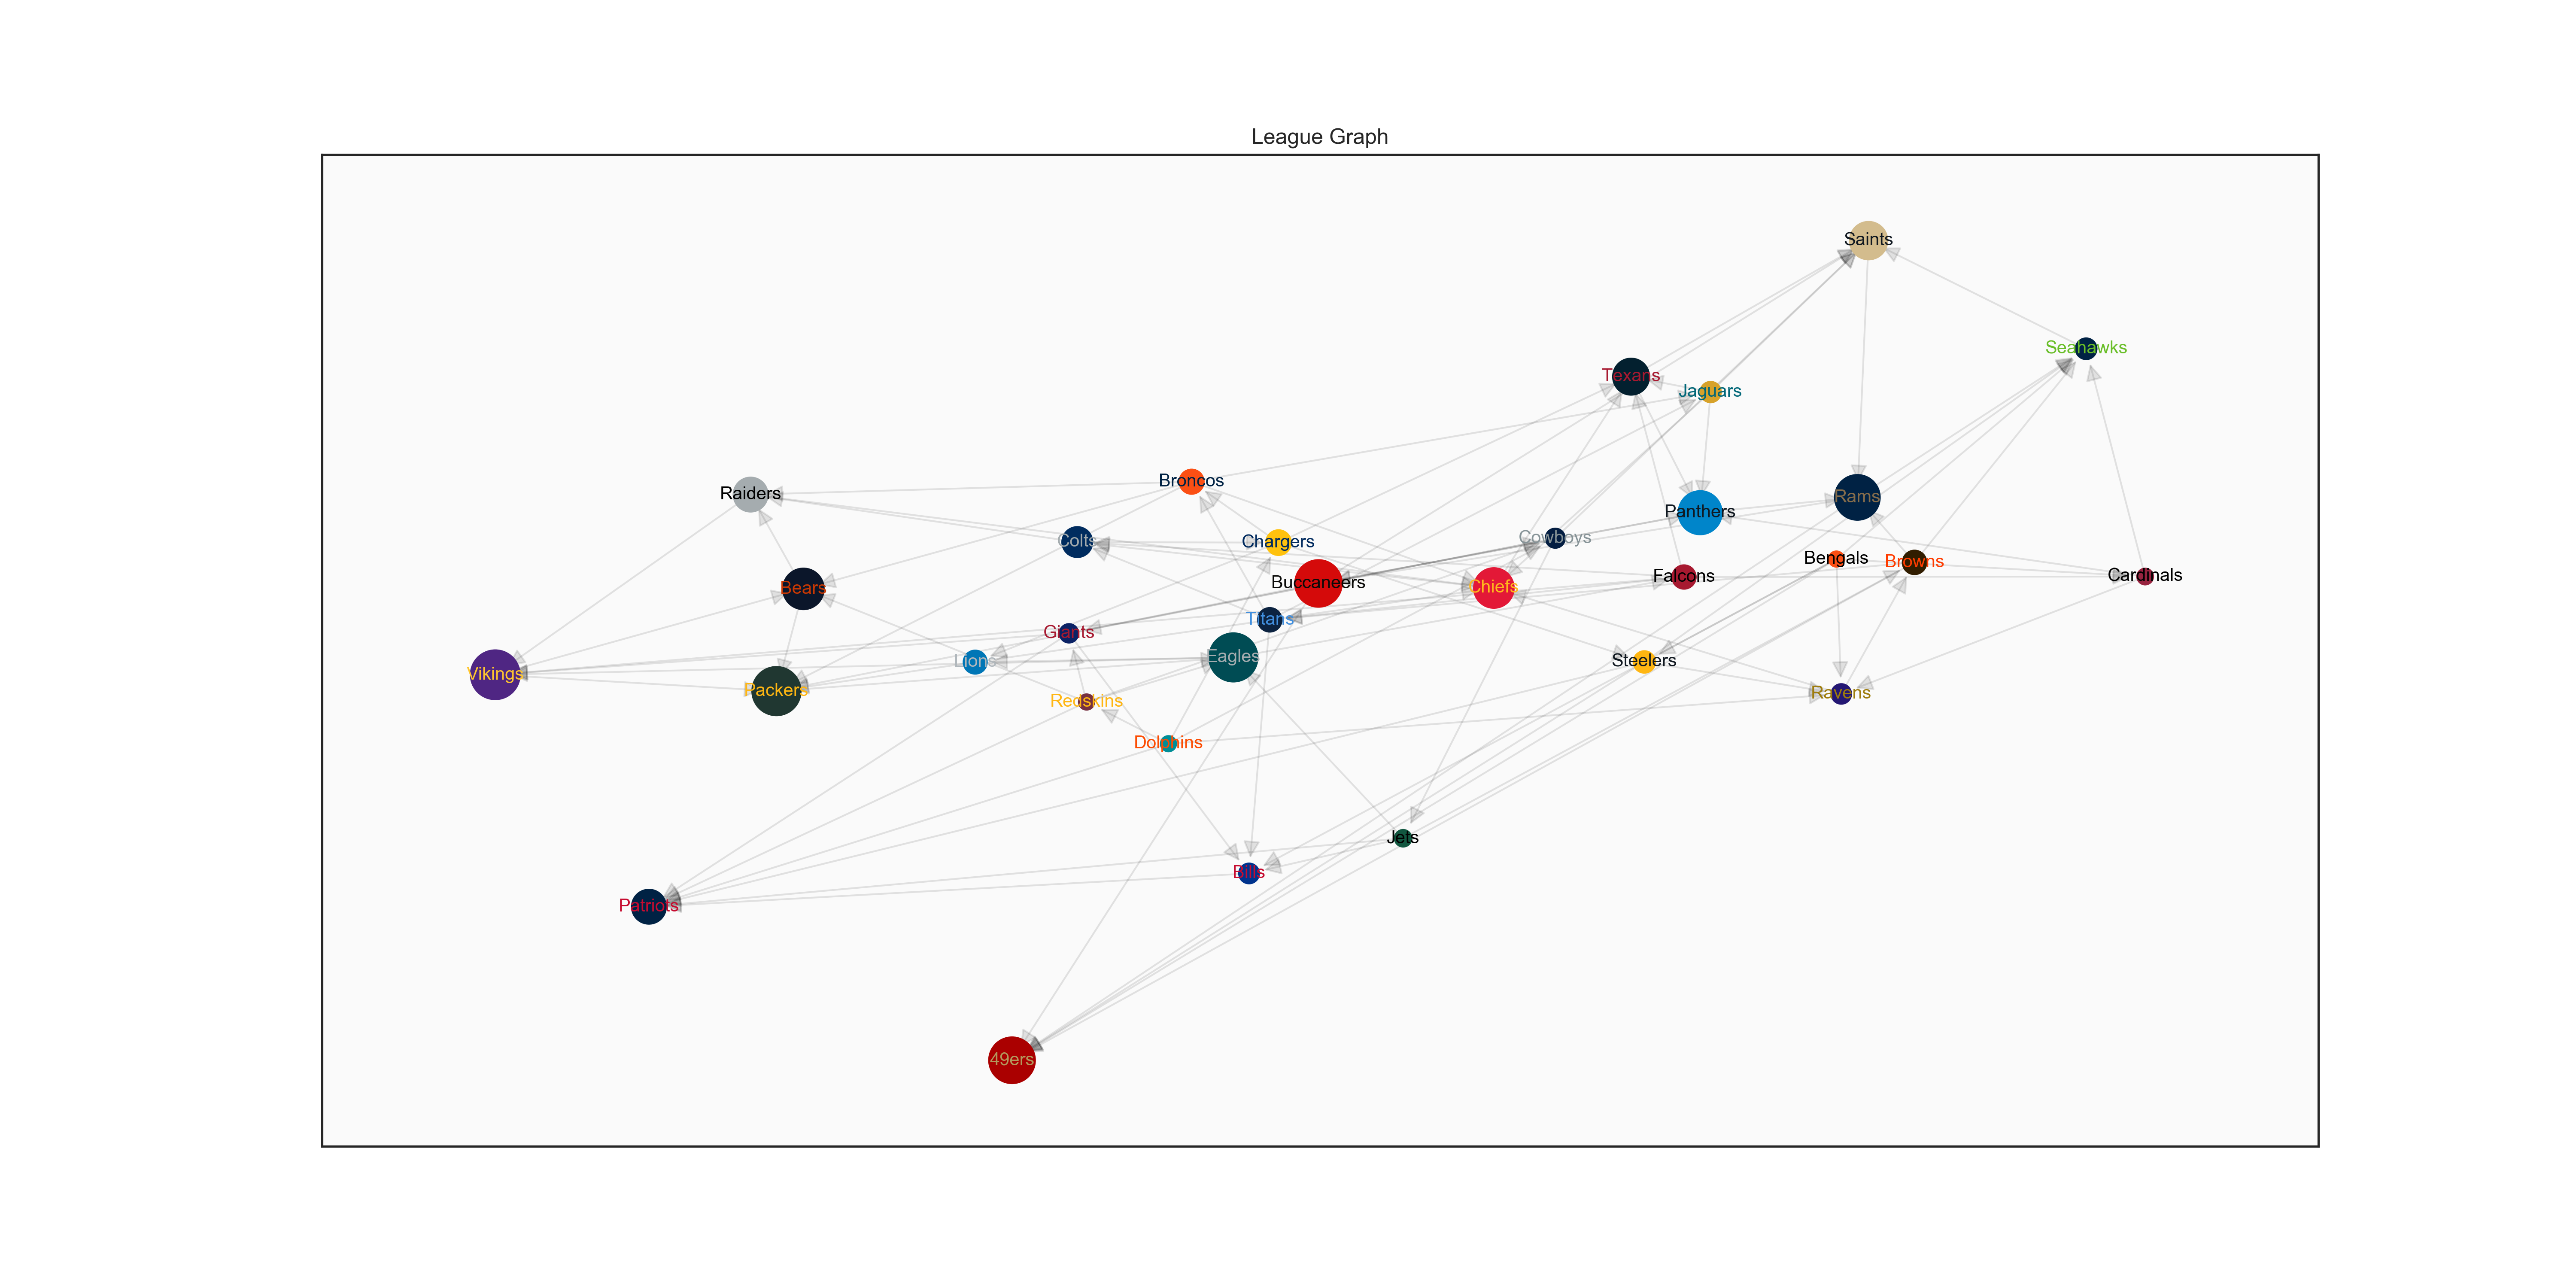 League Graph
Saints
Seahawks
Texans
Jaguars
Broncos
Raiders
Rams
Panthers
Cowboys
Colts
Chargers
Bengals
Browns
Cardinals
Falcons
Buccaneers
Chiefs
Bears
Titans
Giants
Eagles
Lions
Steelers
Vikings
Packers
Ravens
Redskins
Dolphins
Jets
Bills
Patriots
49ers